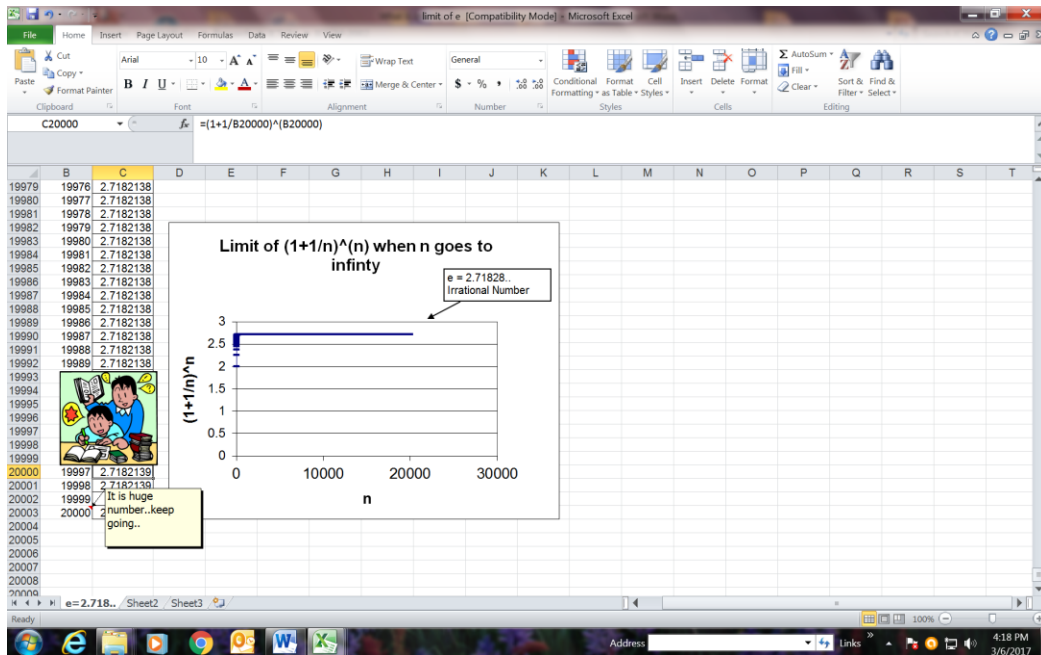 limit of e [Compatibility Mode] - Microsoft Excel
File Home Insert Page Layout Formulas Data Review View
Cut
Copy
Format Painter
Paste
Clipboard
Arial 10
B I U
Font
Wrap Text
Merge & Center
Alignment
General
$ % ,
Number
Conditional Formatting
Format as Table
Cell Styles
Styles
Insert Delete Format
Cells
AutoSum
Fill
Clear
Sort & Filter
Find & Select
Editing
C20000 fx =(1+1/B20000)^(B20000)
B C D E F G H I J K L M N O P Q R S T
19979 19976 2.7182138
19980 19977 2.7182138
19981 19978 2.7182138
19982 19979 2.7182138
19983 19980 2.7182138
19984 19981 2.7182138
19985 19982 2.7182138
19986 19983 2.7182138
19987 19984 2.7182138
19988 19985 2.7182138
19989 19986 2.7182138
19990 19987 2.7182138
19991 19988 2.7182138
19992 19989 2.7182138
19993
19994
19995
19996
19997
19998
19999
20000 19997 2.7182139
20001 19998 2.7182139
20002 19999
20003 20000
20004
20005
20006
20007
20008
20009
It is huge
number..keep
going..
Limit of (1+1/n)^(n) when n goes to
infinty
e = 2.71828..
Irrational Number
(1+1/n)^n
3
2.5
2
1.5
1
0.5
0
0 10000 20000 30000
n
e=2.718.. Sheet2 Sheet3
Ready 100%
Address Links » 4:18 PM
3/6/2017